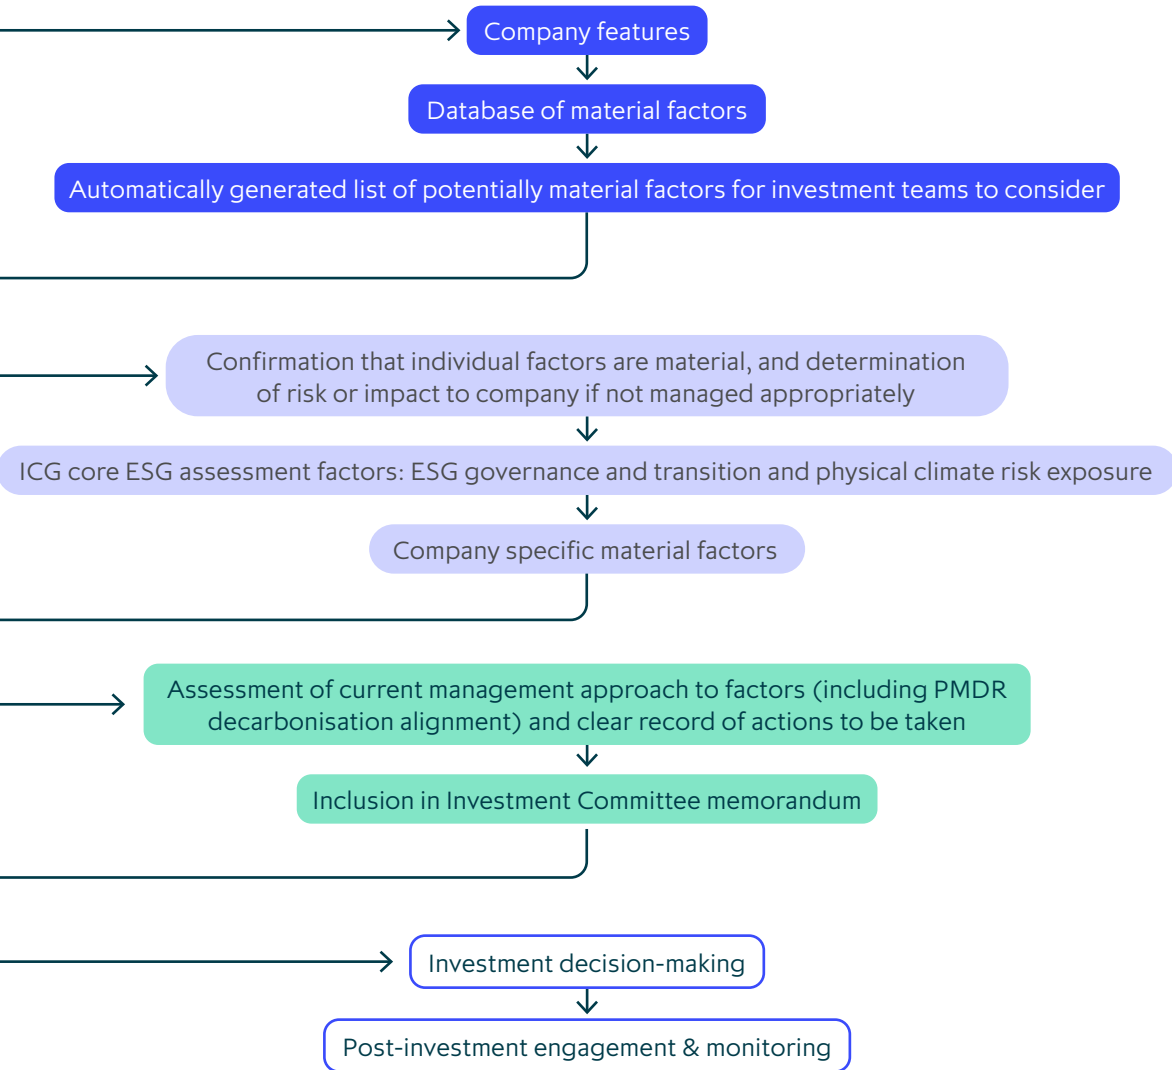 Company features
Database of material factors
Automatically generated list of potentially material factors for investment teams to consider
Confirmation that individual factors are material, and determination
of risk or impact to company if not managed appropriately
ICG core ESG assessment factors: ESG governance and transition and physical climate risk exposure
Company specific material factors
Assessment of current management approach to factors (including PMDR
decarbonisation alignment) and clear record of actions to be taken
Inclusion in Investment Committee memorandum
Investment decision-making
Post-investment engagement & monitoring